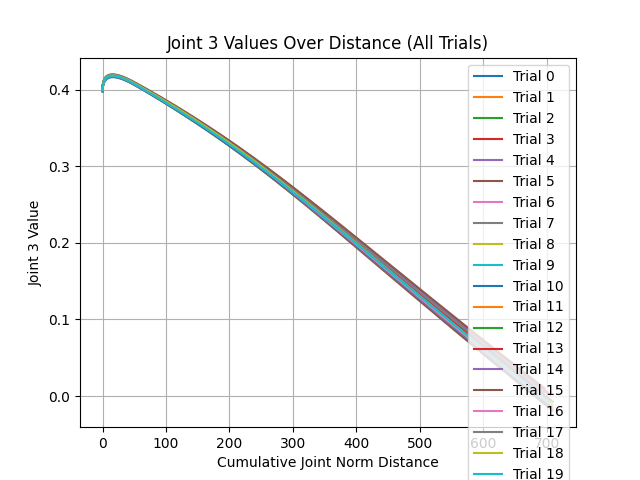 Joint 3 Values Over Distance (All Trials)
0.4
0.3
0.2
0.1
0.0
Joint 3 Value
0
100
200
300
400
500
600
700
Cumulative Joint Norm Distance
Trial 0
Trial 1
Trial 2
Trial 3
Trial 4
Trial 5
Trial 6
Trial 7
Trial 8
Trial 9
Trial 10
Trial 11
Trial 12
Trial 13
Trial 14
Trial 15
Trial 16
Trial 17
Trial 18
Trial 19